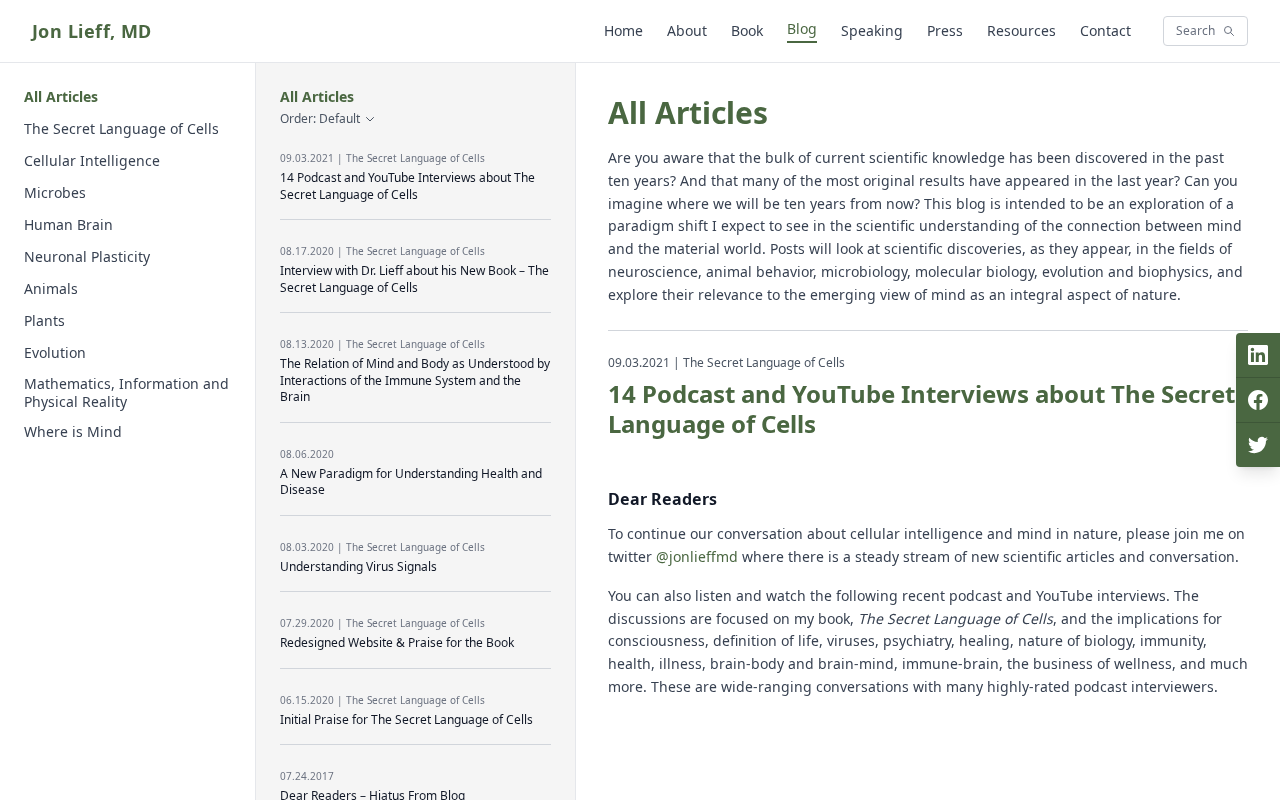 Jon Lieff, MD
Home
About
Book
Blog
Speaking
Press
Resources
Contact
Search
All Articles
The Secret Language of Cells
Cellular Intelligence
Microbes
Human Brain
Neuronal Plasticity
Animals
Plants
Evolution
Mathematics, Information and
Physical Reality
Where is Mind
All Articles
Order: Default
09.03.2021 | The Secret Language of Cells
14 Podcast and YouTube Interviews about The
Secret Language of Cells
08.17.2020 | The Secret Language of Cells
Interview with Dr. Lieff about his New Book – The
Secret Language of Cells
08.13.2020 | The Secret Language of Cells
The Relation of Mind and Body as Understood by
Interactions of the Immune System and the
Brain
08.06.2020
A New Paradigm for Understanding Health and
Disease
08.03.2020 | The Secret Language of Cells
Understanding Virus Signals
07.29.2020 | The Secret Language of Cells
Redesigned Website & Praise for the Book
06.15.2020 | The Secret Language of Cells
Initial Praise for The Secret Language of Cells
07.24.2017
Dear Readers – Hiatus From Blog
All Articles
Are you aware that the bulk of current scientific knowledge has been discovered in the past
ten years? And that many of the most original results have appeared in the last year? Can you
imagine where we will be ten years from now? This blog is intended to be an exploration of a
paradigm shift I expect to see in the scientific understanding of the connection between mind
and the material world. Posts will look at scientific discoveries, as they appear, in the fields of
neuroscience, animal behavior, microbiology, molecular biology, evolution and biophysics, and
explore their relevance to the emerging view of mind as an integral aspect of nature.
09.03.2021 | The Secret Language of Cells
14 Podcast and YouTube Interviews about The Secret
Language of Cells
Dear Readers
To continue our conversation about cellular intelligence and mind in nature, please join me on
twitter @jonlieffmd where there is a steady stream of new scientific articles and conversation.
You can also listen and watch the following recent podcast and YouTube interviews. The
discussions are focused on my book, The Secret Language of Cells, and the implications for
consciousness, definition of life, viruses, psychiatry, healing, nature of biology, immunity,
health, illness, brain-body and brain-mind, immune-brain, the business of wellness, and much
more. These are wide-ranging conversations with many highly-rated podcast interviewers.